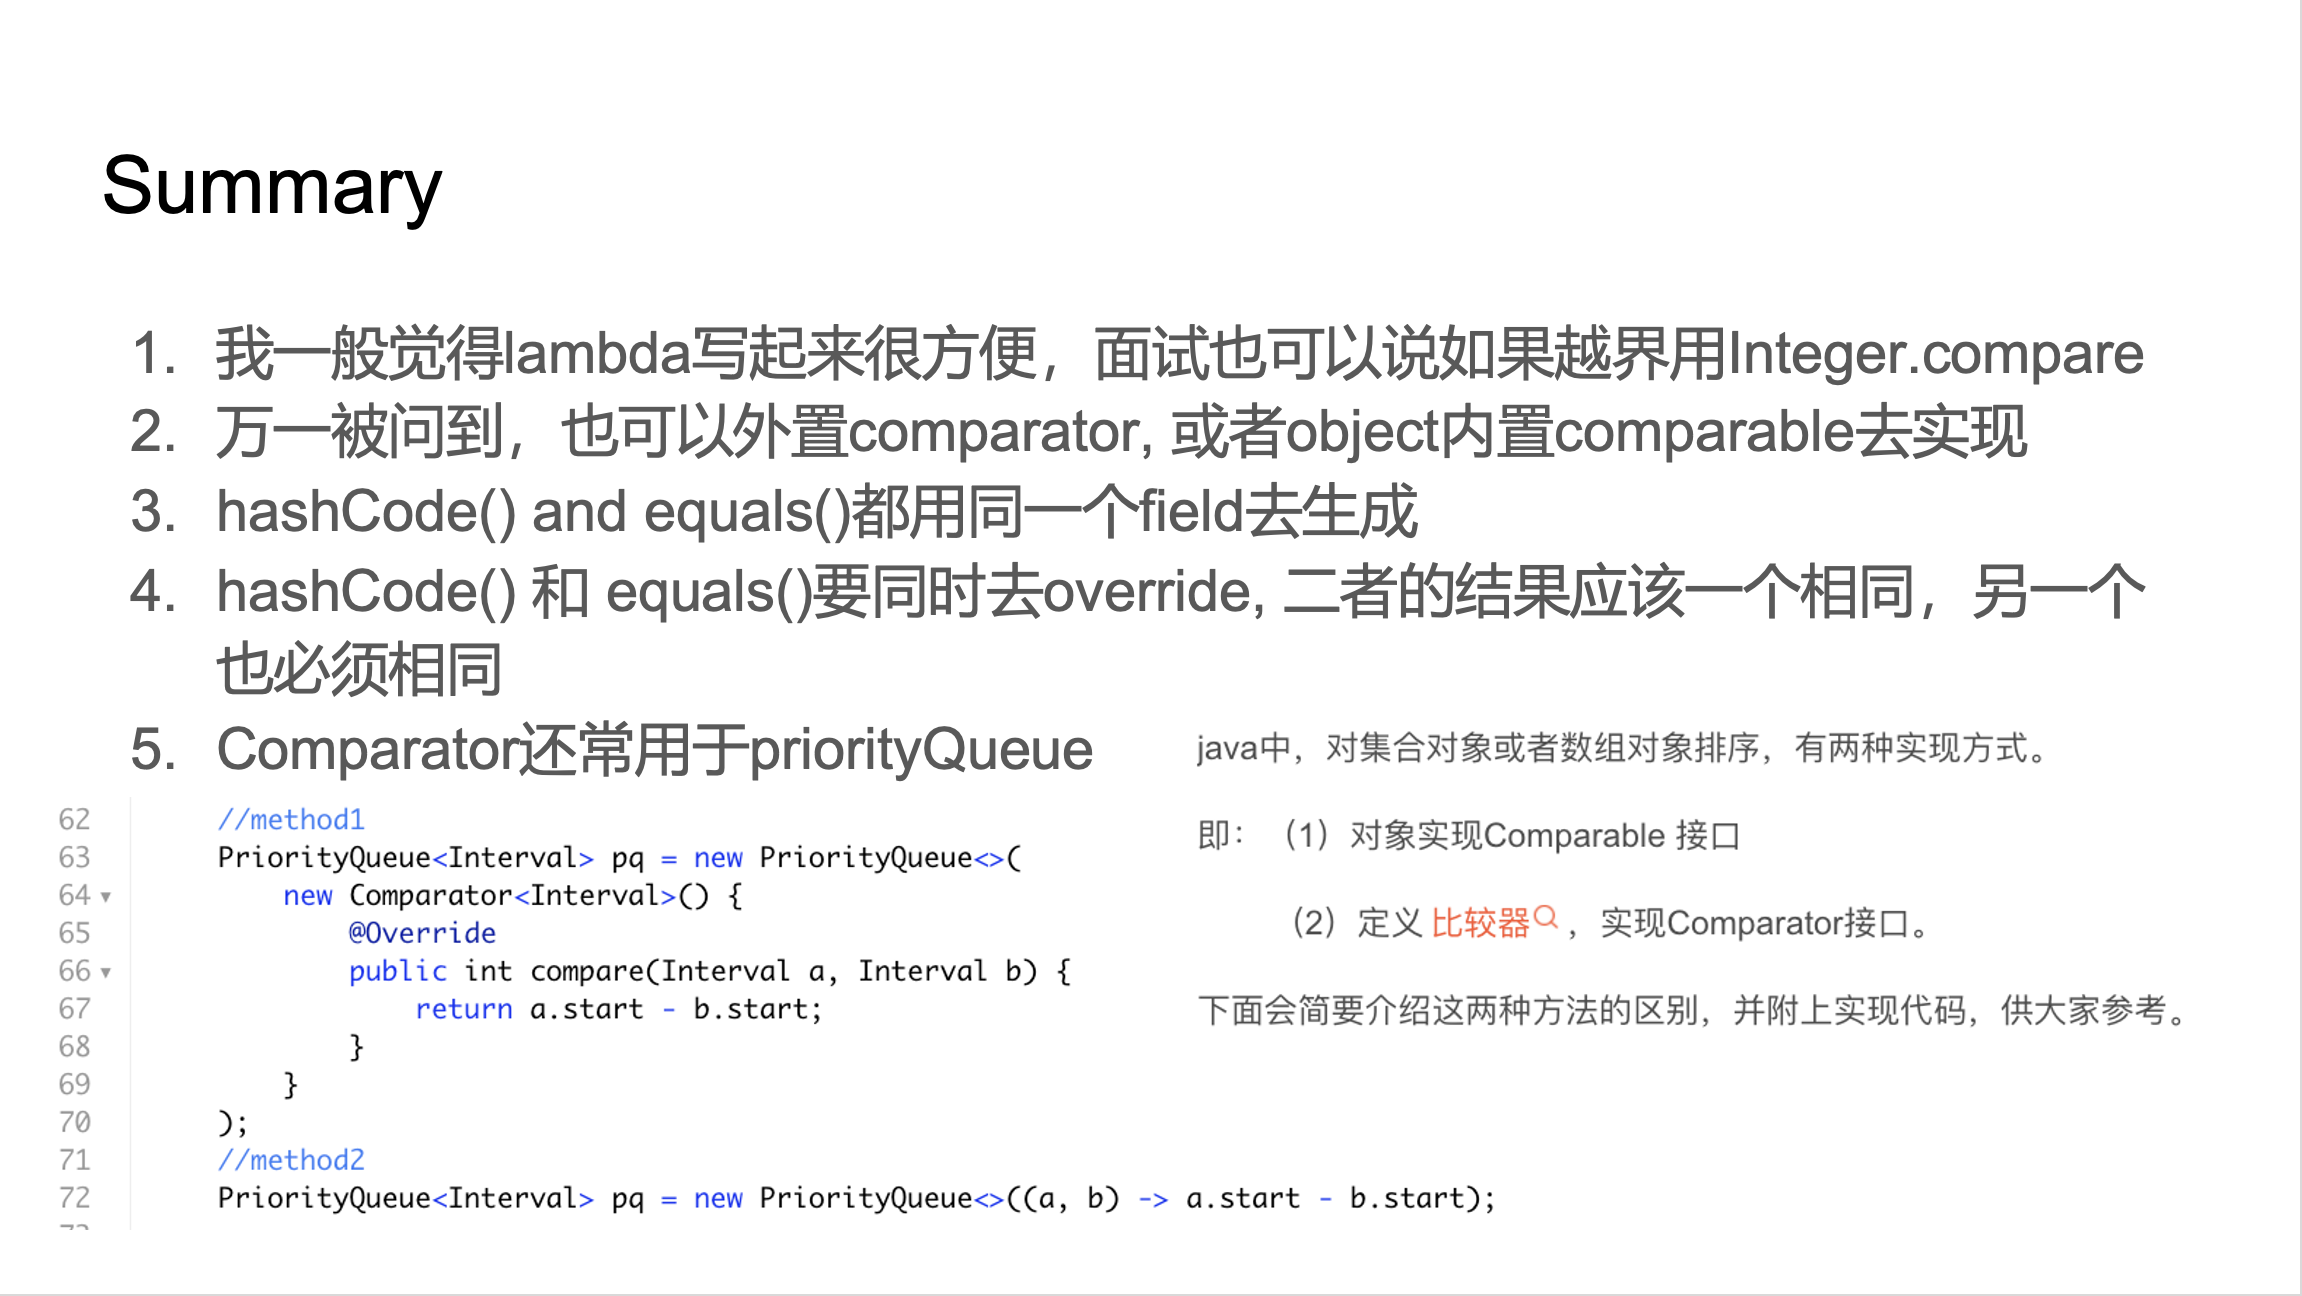 Summary
1. 我一般觉得lambda写起来很方便，面试也可以说如果越界用Integer.compare
2. 万一被问到，也可以外置comparator, 或者object内置comparable去实现
3. hashCode() and equals()都用同一个field去生成
4. hashCode() 和 equals()要同时去override, 二者的结果应该一个相同，另一个
也必须相同
5. Comparator还常用于priorityQueue
java中，对集合对象或者数组对象排序，有两种实现方式。
即：（1）对象实现Comparable 接口
（2）定义 比较器，实现Comparator接口。
下面会简要介绍这两种方法的区别，并附上实现代码，供大家参考。
62 //method1
63 PriorityQueue<Interval> pq = new PriorityQueue<>(
64 new Comparator<Interval>() {
65 @Override
66 public int compare(Interval a, Interval b) {
67 return a.start - b.start;
68 }
69 }
70 );
71 //method2
72 PriorityQueue<Interval> pq = new PriorityQueue<>((a, b) -> a.start - b.start);